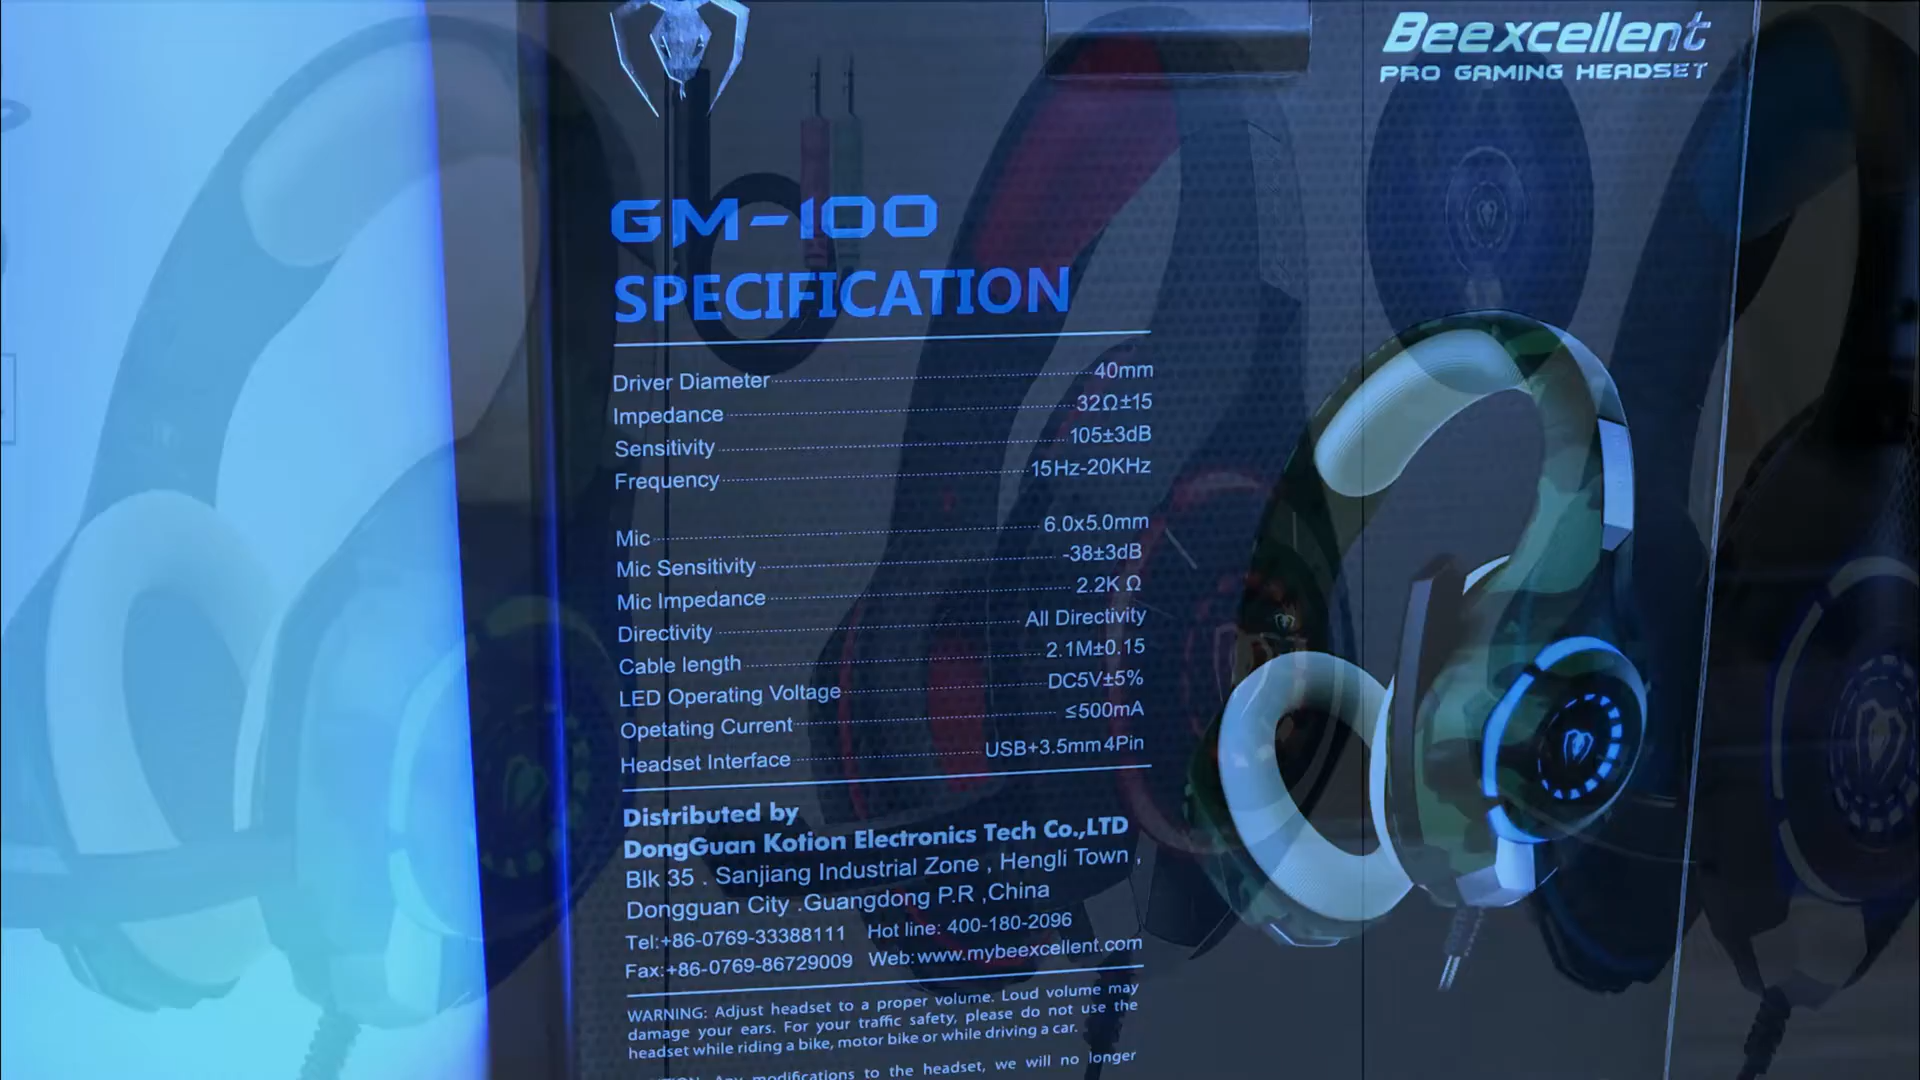 Beexcellent
PRO GAMING HEADSET
GM-100
SPECIFICATION
Driver Diameter 40mm
Impedance 32Ω±15
Sensitivity 105±3dB
Frequency 15Hz-20KHz
Mic 6.0x5.0mm
Mic Sensitivity -38±3dB
Mic Impedance 2.2K Ω
Directivity All Directivity
Cable length 2.1M±0.15
LED Operating Voltage DC5V±5%
Opetating Current ≤500mA
Headset Interface USB+3.5mm 4Pin
Distributed by
DongGuan Kotion Electronics Tech Co.,LTD
Blk 35 . Sanjiang Industrial Zone , Hengli Town ,
Dongguan City .Guangdong P.R ,China
Tel:+86-0769-33388111 Hot line: 400-180-2096
Fax:+86-0769-86729009 Web:www.mybeexcellent.com
WARNING: Adjust headset to a proper volume. Loud volume may
damage your ears. For your traffic safety, please do not use the
headset while riding a bike, motor bike or while driving a car.
Any modifications to the headset, we will no longer